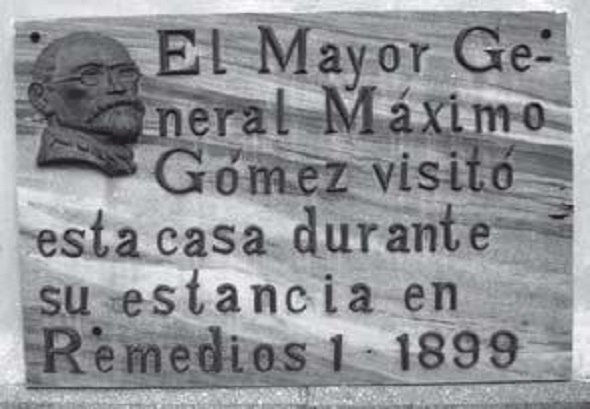 El Mayor Ge-
neral Máximo
Gómez visitó
esta casa durante
su estancia en
Remedios 1 - 1899